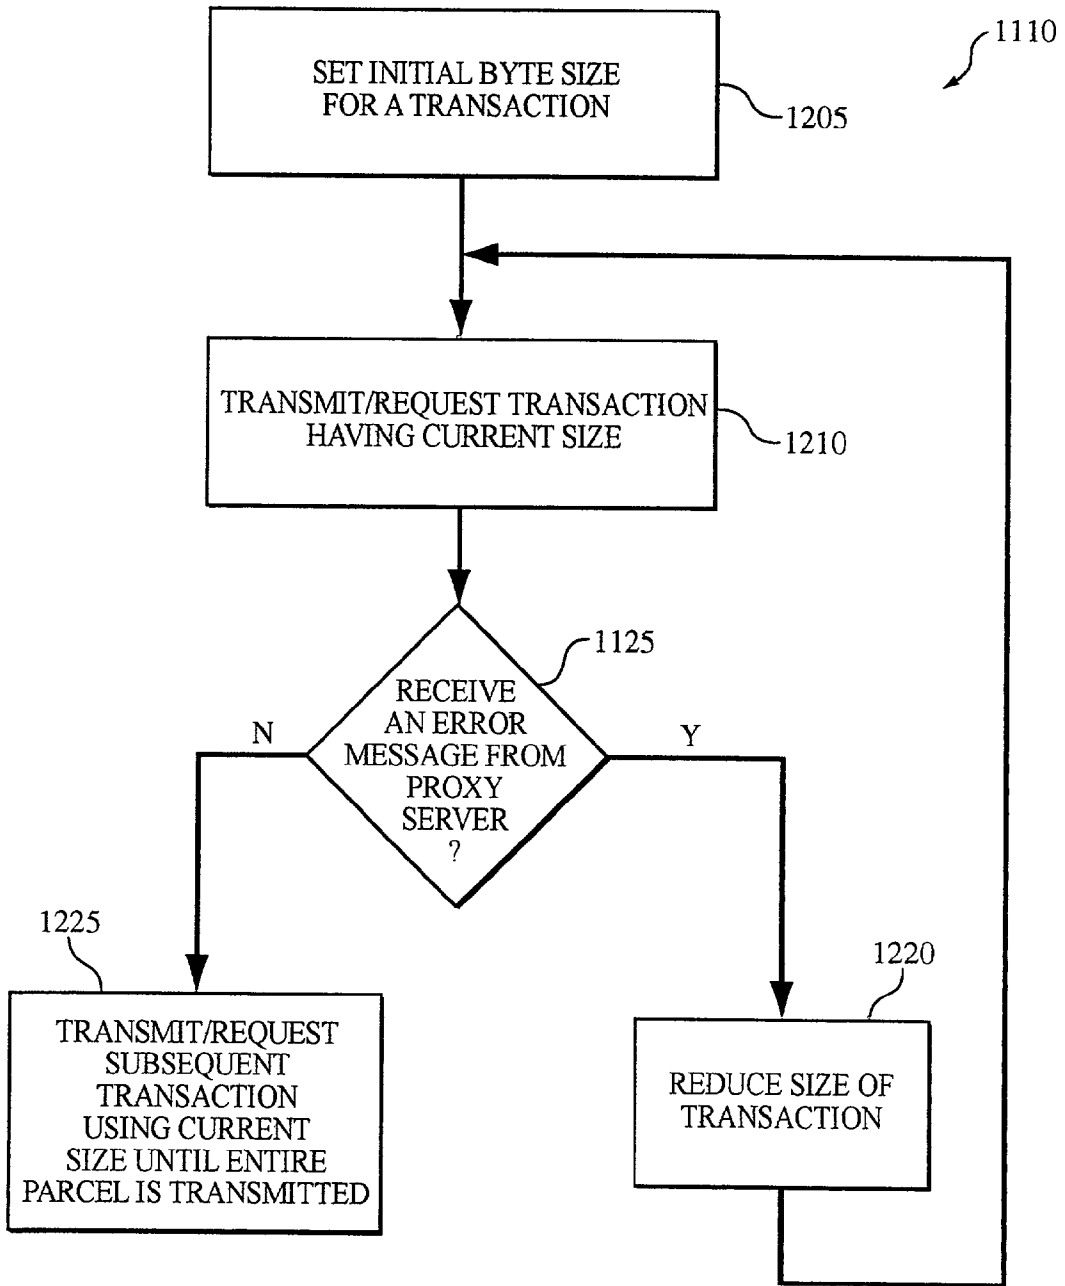 1110
SET INITIAL BYTE SIZE
FOR A TRANSACTION
1205
TRANSMIT/REQUEST TRANSACTION
HAVING CURRENT SIZE
1210
1125
RECEIVE
AN ERROR
MESSAGE FROM
PROXY
SERVER
?
N
Y
1225
TRANSMIT/REQUEST
SUBSEQUENT
TRANSACTION
USING CURRENT
SIZE UNTIL ENTIRE
PARCEL IS TRANSMITTED
1220
REDUCE SIZE OF
TRANSACTION